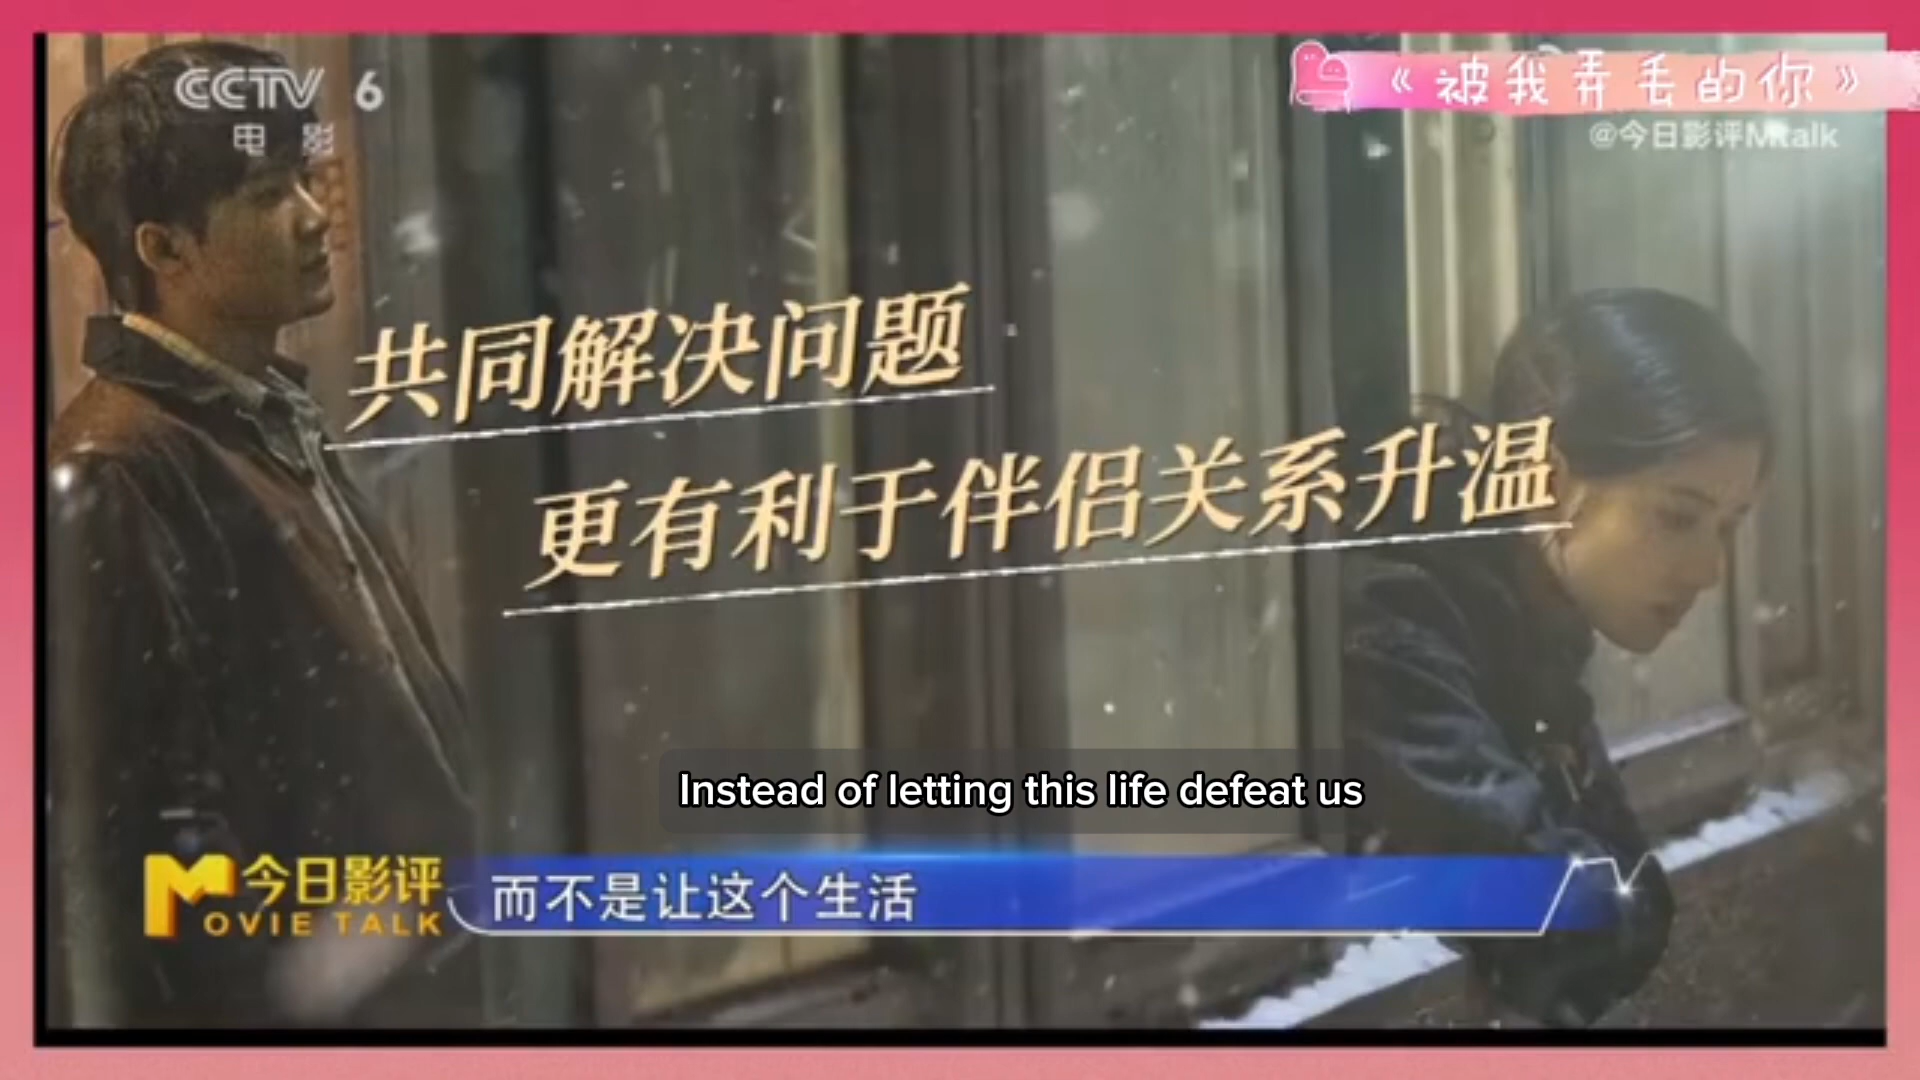 CCTV 6
电影
《被我弄丢的你》
@今日影评Mtalk
共同解决问题
更有利于伴侣关系升温
Instead of letting this life defeat us
今日影评
MOVIE TALK
而不是让这个生活